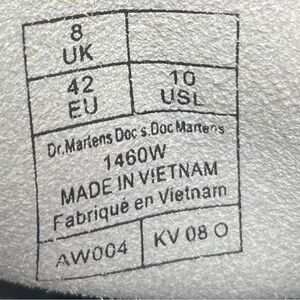 8
UK
42
EU
10
USL
Dr.Martens Doc's.Doc Martens
1460W
MADE IN VIETNAM
Fabriqué en Vietnam
AW004
KV 08 O